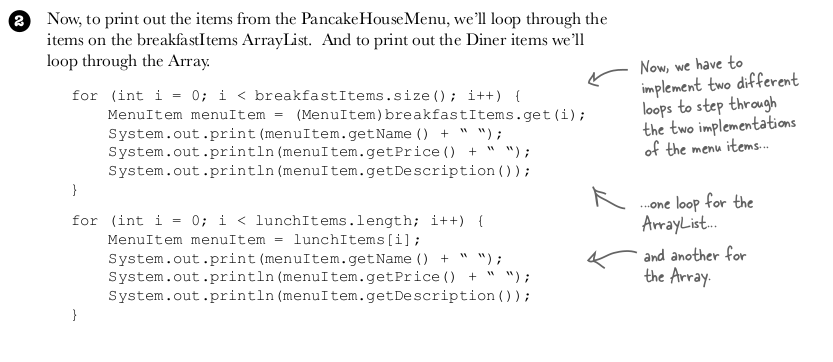 2 Now, to print out the items from the PancakeHouseMenu, we’ll loop through the
items on the breakfastItems ArrayList. And to print out the Diner items we’ll
loop through the Array.
for (int i = 0; i < breakfastItems.size(); i++) {
    MenuItem menuItem = (MenuItem)breakfastItems.get(i);
    System.out.print(menuItem.getName() + “ “);
    System.out.println(menuItem.getPrice() + “ “);
    System.out.println(menuItem.getDescription());
}
for (int i = 0; i < lunchItems.length; i++) {
    MenuItem menuItem = lunchItems[i];
    System.out.print(menuItem.getName() + “ “);
    System.out.println(menuItem.getPrice() + “ “);
    System.out.println(menuItem.getDescription());
}
Now, we have to
implement two different
loops to step through
the two implementations
of the menu items...
...one loop for the
ArrayList...
and another for
the Array.